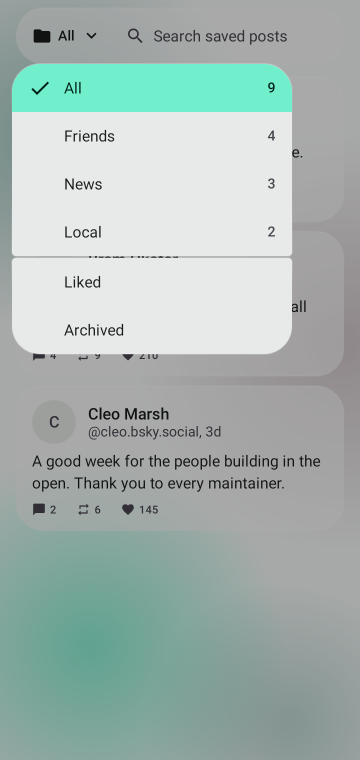 All
Search saved posts
All 9
Friends 4
e.
News 3
Local 2
Liked
all
Archived
4 9 210
C
Cleo Marsh
@cleo.bsky.social, 3d
A good week for the people building in the
open. Thank you to every maintainer.
2 6 145